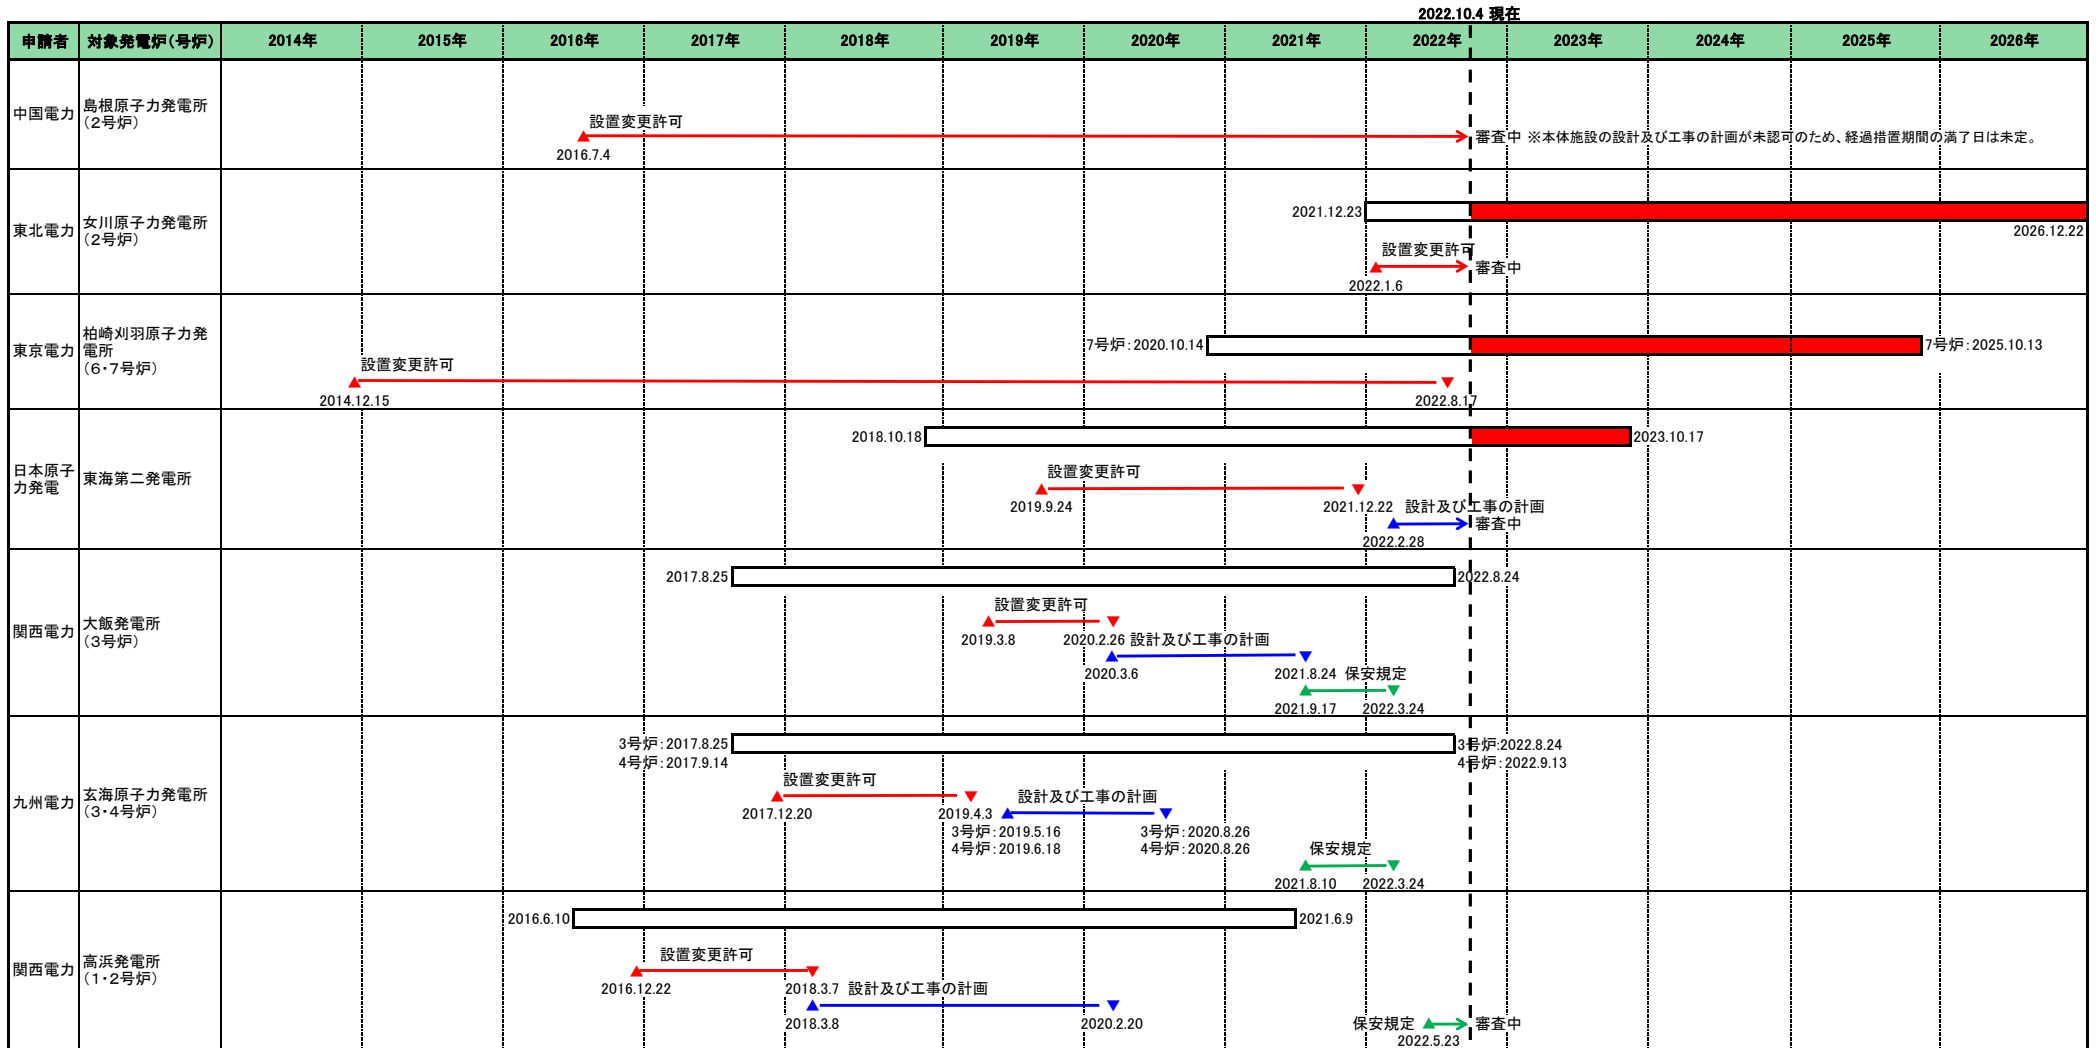 2022.10.4 現在
申請者 対象発電炉(号炉) 2014年 2015年 2016年 2017年 2018年 2019年 2020年 2021年 2022年 2023年 2024年 2025年 2026年
中国電力
島根原子力発電所
(2号炉)
設置変更許可
2016.7.4
審査中 ※本体施設の設計及び工事の計画が未認可のため、経過措置期間の満了日は未定。
東北電力
女川原子力発電所
(2号炉)
2021.12.23
2026.12.22
設置変更許可
審査中
2022.1.6
東京電力
柏崎刈羽原子力発
電所
(6・7号炉)
7号炉:2020.10.14
7号炉:2025.10.13
設置変更許可
2014.12.15
2022.8.17
日本原子
力発電
東海第二発電所
2018.10.18
2023.10.17
設置変更許可
2019.9.24
2021.12.22
設計及び工事の計画
審査中
2022.2.28
関西電力
大飯発電所
(3号炉)
2017.8.25
2022.8.24
設置変更許可
2019.3.8
2020.2.26
設計及び工事の計画
2020.3.6
2021.8.24
保安規定
2021.9.17
2022.3.24
九州電力
玄海原子力発電所
(3・4号炉)
3号炉:2017.8.25
4号炉:2017.9.14
3号炉:2022.8.24
4号炉:2022.9.13
設置変更許可
2017.12.20
2019.4.3
設計及び工事の計画
3号炉:2019.5.16
4号炉:2019.6.18
3号炉:2020.8.26
4号炉:2020.8.26
保安規定
2021.8.10
2022.3.24
関西電力
高浜発電所
(1・2号炉)
2016.6.10
2021.6.9
設置変更許可
2016.12.22
2018.3.7
設計及び工事の計画
2018.3.8
2020.2.20
保安規定
審査中
2022.5.23